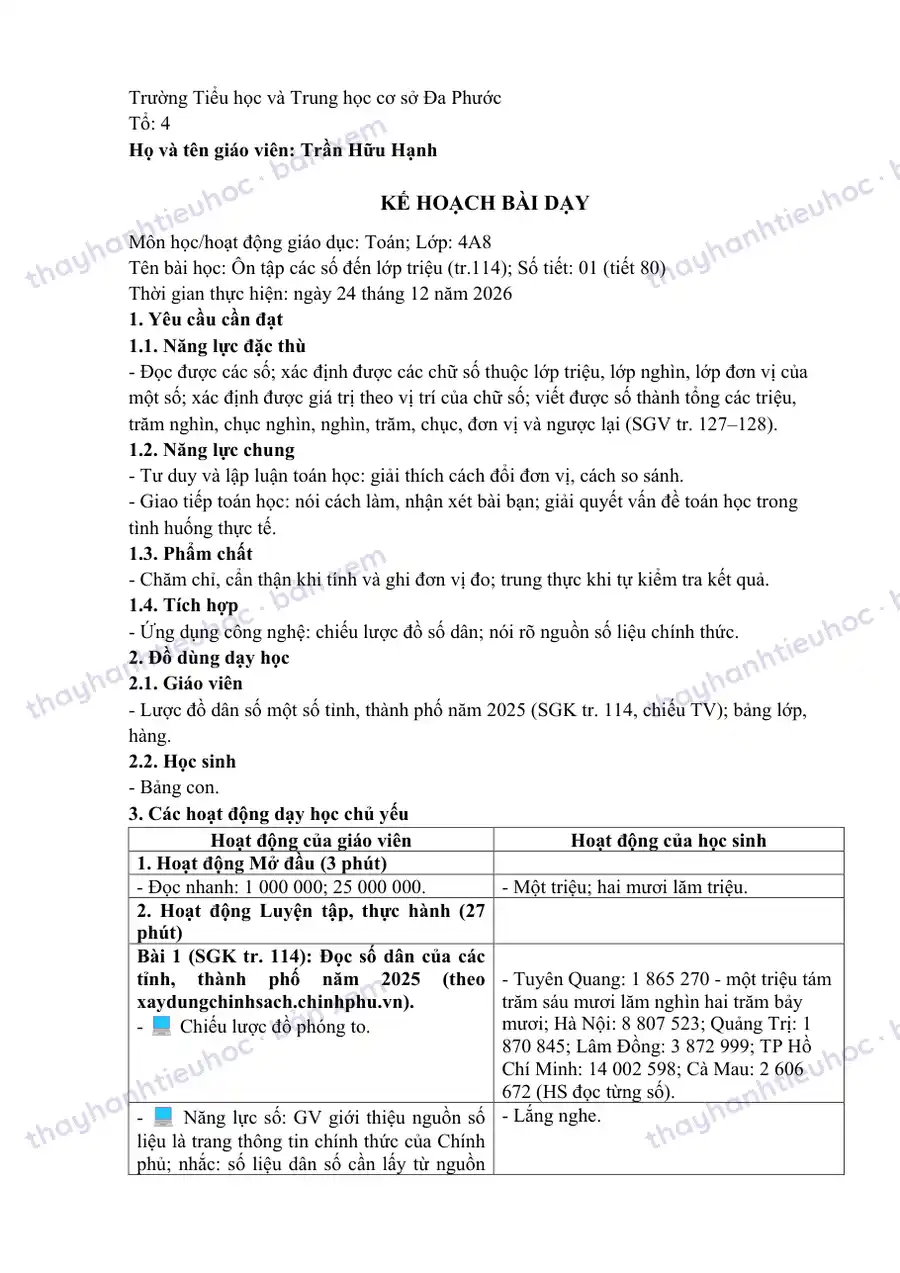 Trường Tiểu học và Trung học cơ sở Đa Phước
Tổ: 4
Họ và tên giáo viên: Trần Hữu Hạnh
KẾ HOẠCH BÀI DẠY
Môn học/hoạt động giáo dục: Toán; Lớp: 4A8
Tên bài học: Ôn tập các số đến lớp triệu (tr.114); Số tiết: 01 (tiết 80)
Thời gian thực hiện: ngày 24 tháng 12 năm 2026
1. Yêu cầu cần đạt
1.1. Năng lực đặc thù
- Đọc được các số; xác định được các chữ số thuộc lớp triệu, lớp nghìn, lớp đơn vị của
một số; xác định được giá trị theo vị trí của chữ số; viết được số thành tổng các triệu,
trăm nghìn, chục nghìn, nghìn, trăm, chục, đơn vị và ngược lại (SGV tr. 127–128).
1.2. Năng lực chung
- Tư duy và lập luận toán học: giải thích cách đổi đơn vị, cách so sánh.
- Giao tiếp toán học: nói cách làm, nhận xét bài bạn; giải quyết vấn đề toán học trong
tình huống thực tế.
1.3. Phẩm chất
- Chăm chỉ, cẩn thận khi tính và ghi đơn vị đo; trung thực khi tự kiểm tra kết quả.
1.4. Tích hợp
- Ứng dụng công nghệ: chiếu lược đồ số dân; nói rõ nguồn số liệu chính thức.
2. Đồ dùng dạy học
2.1. Giáo viên
- Lược đồ dân số một số tỉnh, thành phố năm 2025 (SGK tr. 114, chiếu TV); bảng lớp,
hàng.
2.2. Học sinh
- Bảng con.
3. Các hoạt động dạy học chủ yếu
Hoạt động của giáo viên
Hoạt động của học sinh
1. Hoạt động Mở đầu (3 phút)
- Đọc nhanh: 1 000 000; 25 000 000.
- Một triệu; hai mươi lăm triệu.
2. Hoạt động Luyện tập, thực hành (27
phút)
Bài 1 (SGK tr. 114): Đọc số dân của các
tỉnh, thành phố năm 2025 (theo
xaydungchinhsach.chinhphu.vn).
- Chiếu lược đồ phóng to.
- Tuyên Quang: 1 865 270 - một triệu tám
trăm sáu mươi lăm nghìn hai trăm bảy
mươi; Hà Nội: 8 807 523; Quảng Trị: 1
870 845; Lâm Đồng: 3 872 999; TP Hồ
Chí Minh: 14 002 598; Cà Mau: 2 606
672 (HS đọc từng số).
- Năng lực số: GV giới thiệu nguồn số
liệu là trang thông tin chính thức của Chính
phủ; nhắc: số liệu dân số cần lấy từ nguồn
- Lắng nghe.
thayhanhtieuhoc · bản xem
thayhanhtieuhoc · b
thayhanhtieuhoc · bản xem
thayhanhtieuhoc · b
thayhanhtieuhoc · bản xem
thayhanhtieuhoc · b